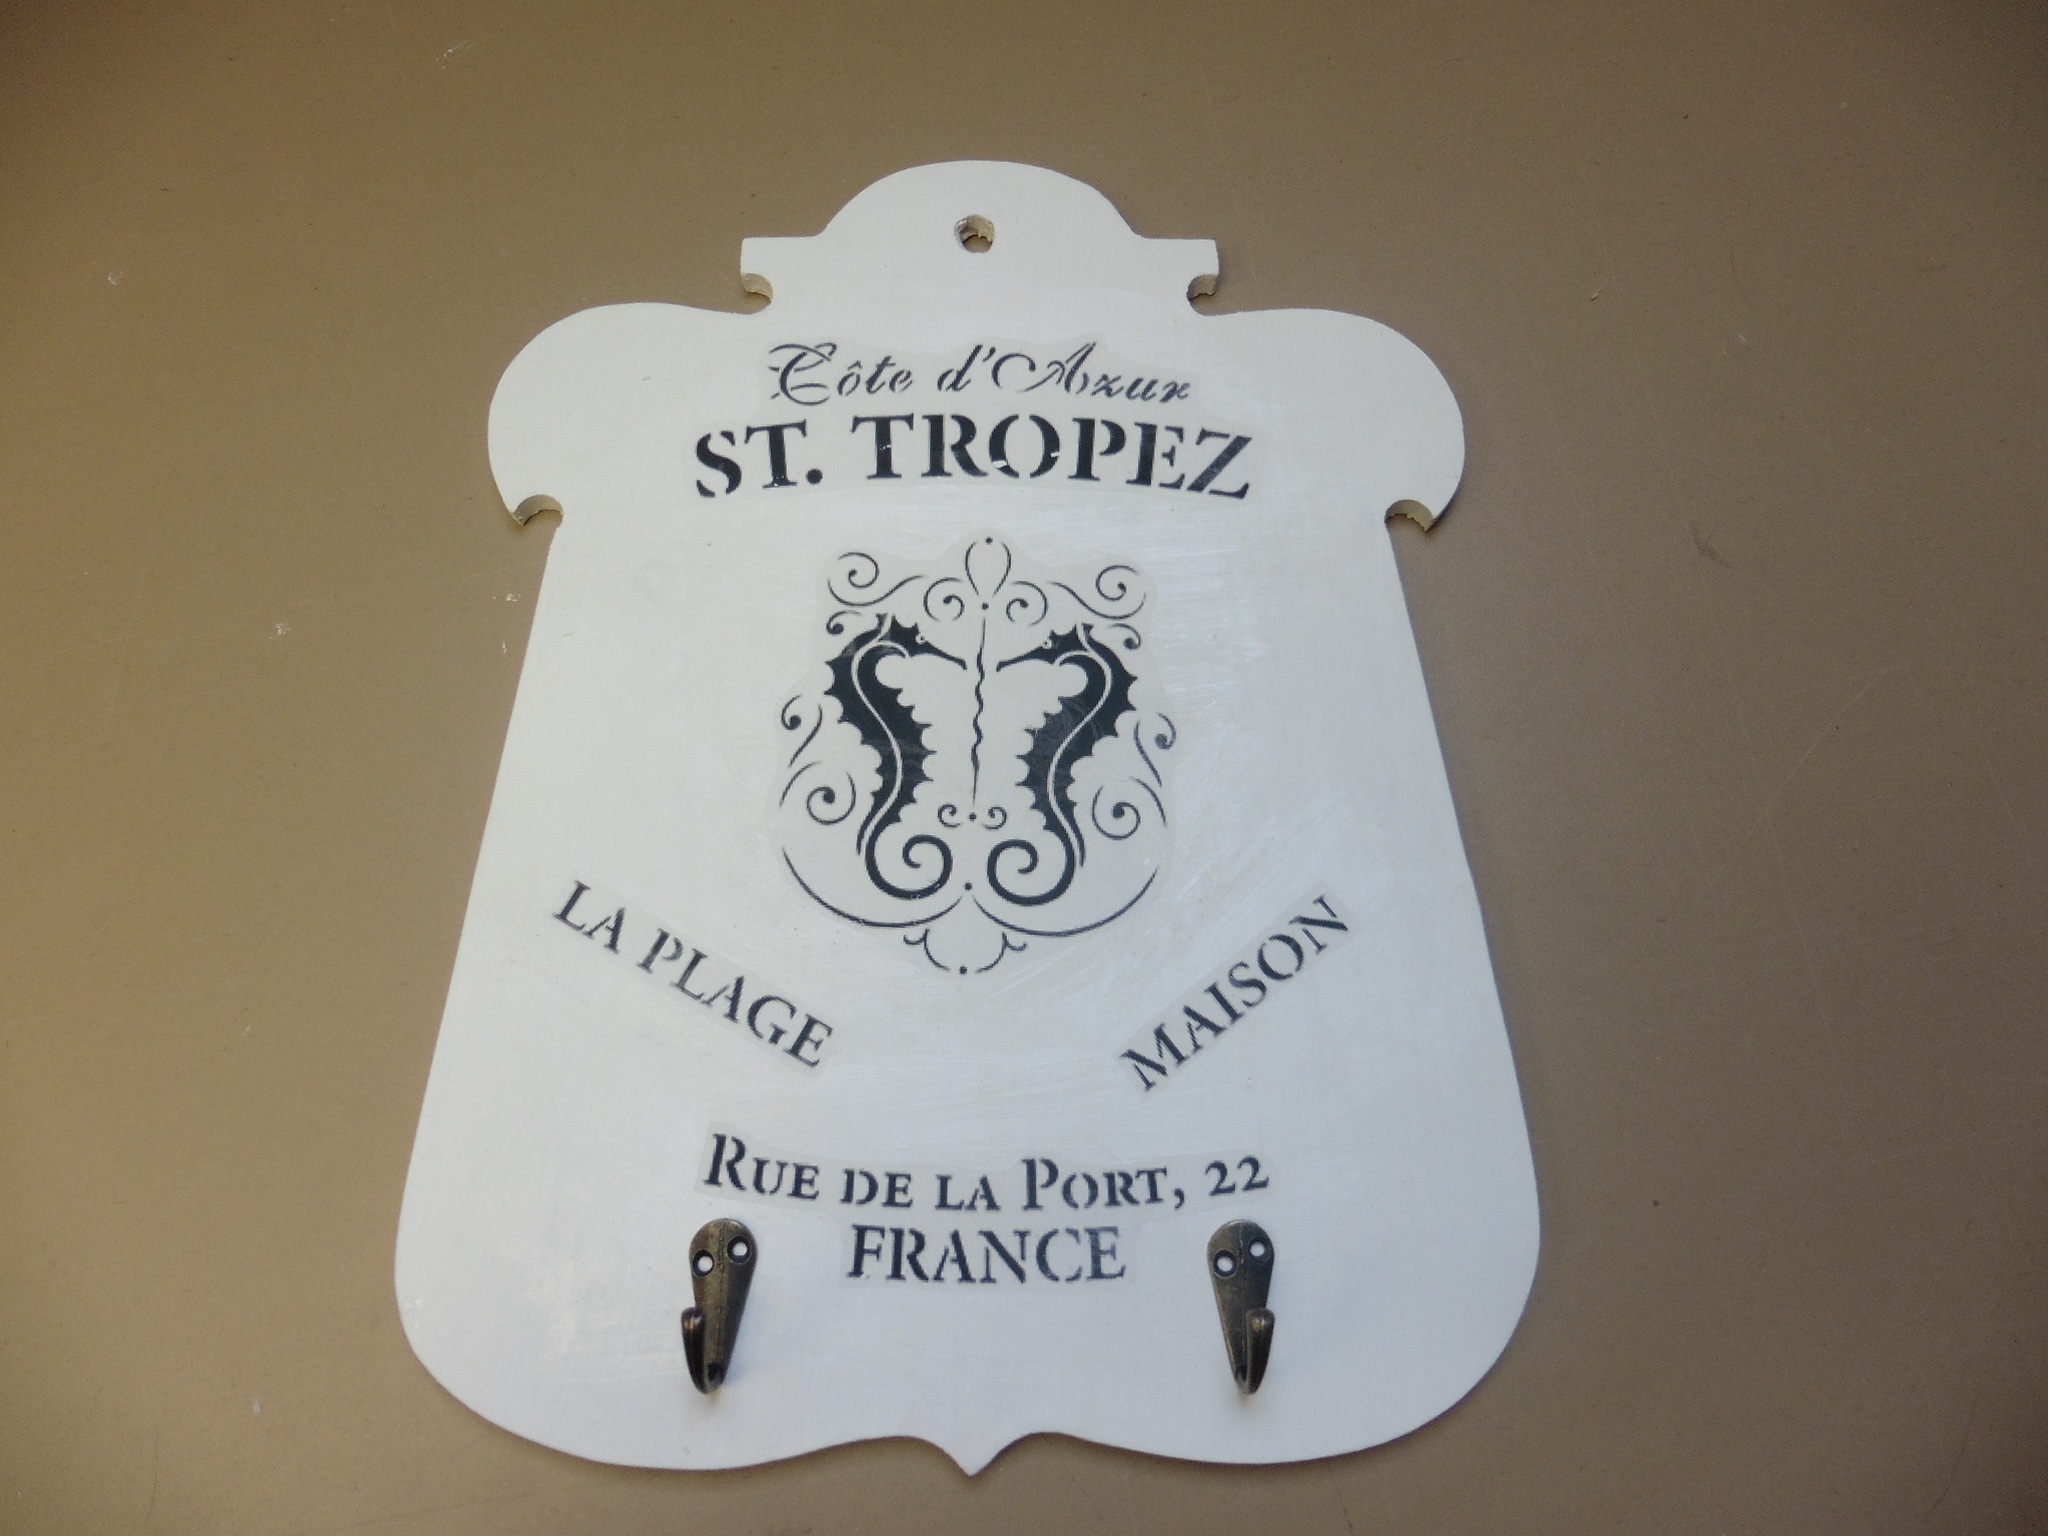 Côte d'Azur
ST. TROPEZ
LA PLAGE
MAISON
RUE DE LA PORT, 22
FRANCE